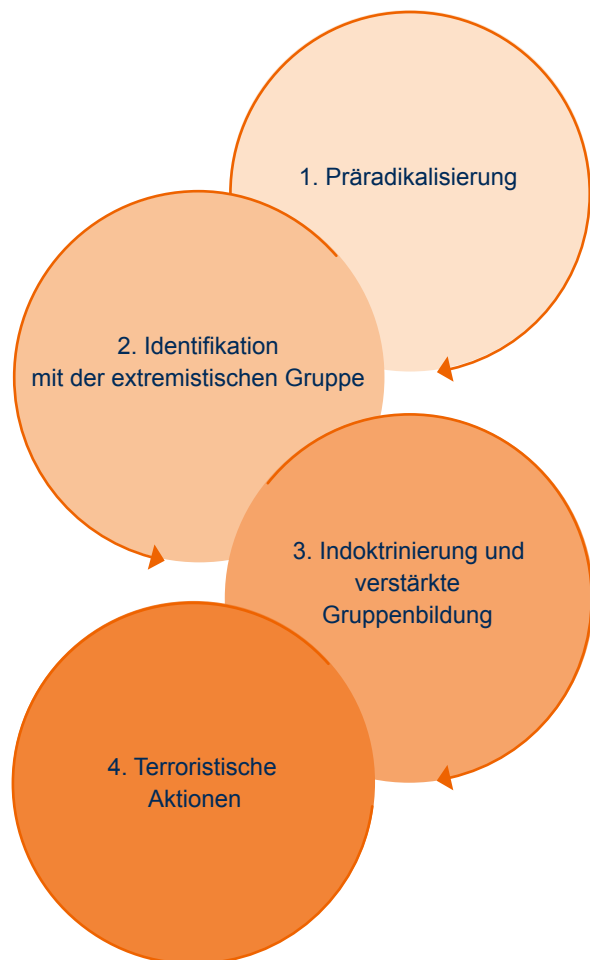 1. Präradikalisierung
2. Identifikation
mit der extremistischen Gruppe
3. Indoktrinierung und
verstärkte
Gruppenbildung
4. Terroristische
Aktionen